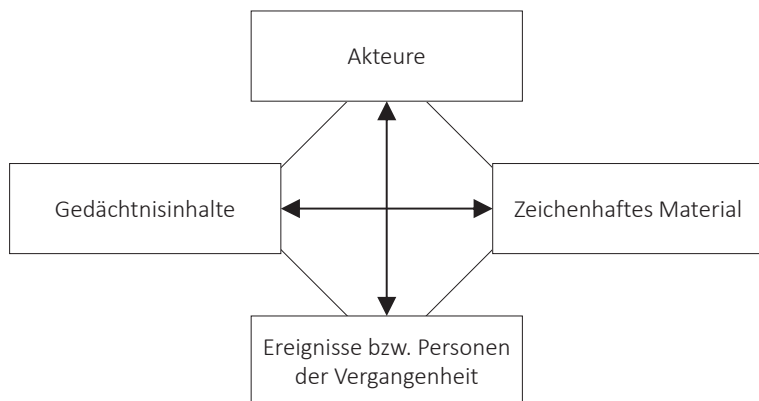 Akteure
Gedächtnisinhalte
Zeichenhaftes Material
Ereignisse bzw. Personen
der Vergangenheit